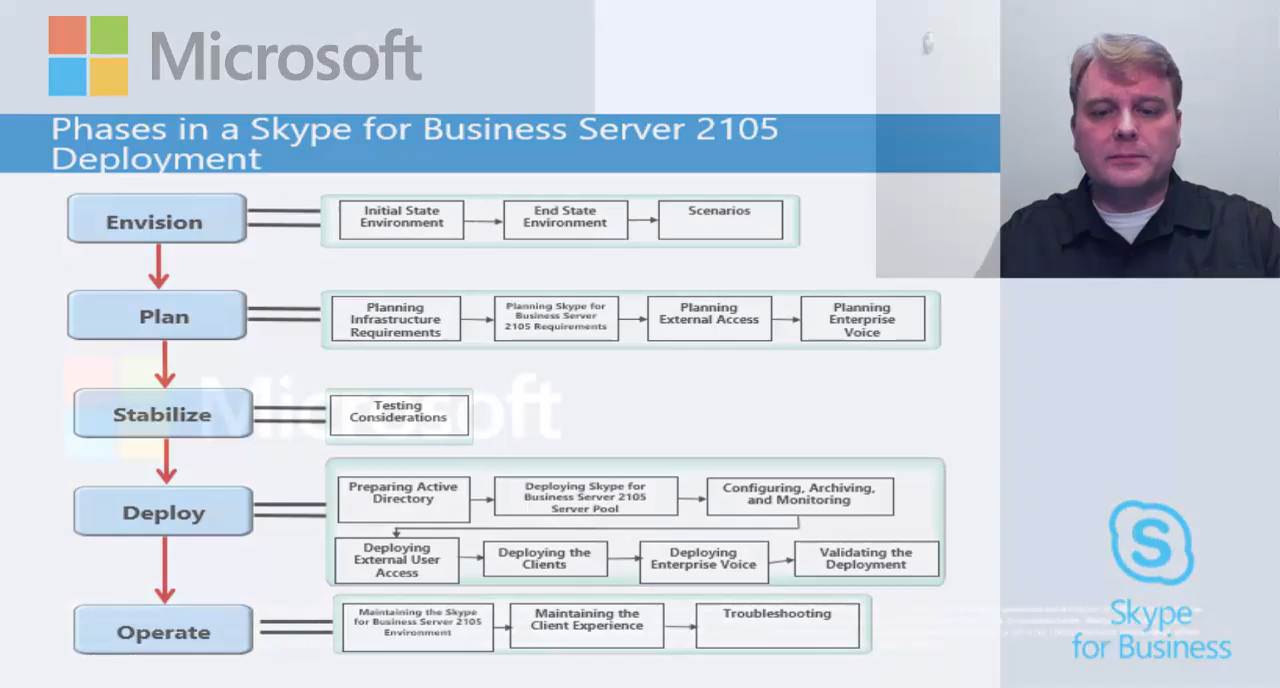 Microsoft
Phases in a Skype for Business Server 2105
Deployment
Envision
Initial State
Environment
End State
Environment
Scenarios
Plan
Planning
Infrastructure
Requirements
Planning Skype for
Business Server
2105 Requirements
Planning
External Access
Planning
Enterprise
Voice
Stabilize
Testing
Considerations
Microsoft
Deploy
Preparing Active
Directory
Deploying Skype for
Business Server 2105
Server Pool
Configuring, Archiving,
and Monitoring
Deploying
External User
Access
Deploying the
Clients
Deploying
Enterprise Voice
Validating the
Deployment
Operate
Maintaining the Skype
for Business Server 2105
Environment
Maintaining the
Client Experience
Troubleshooting
Skype
for Business